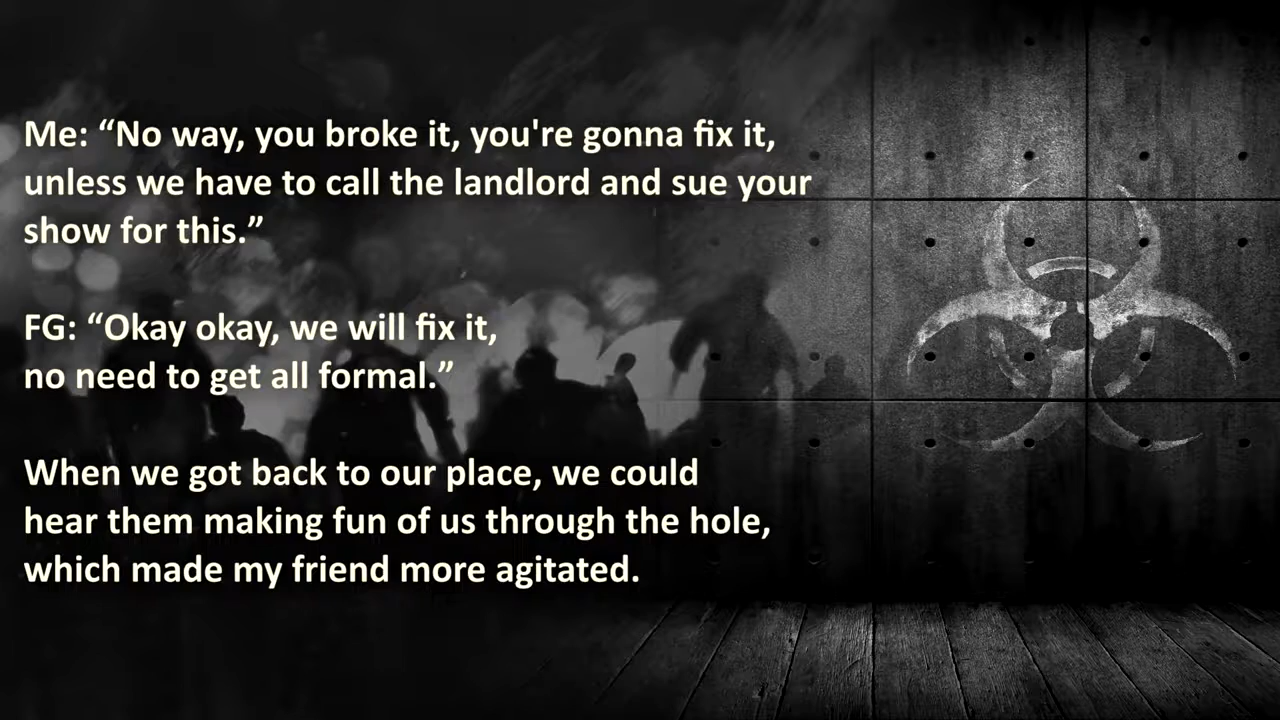 Me: “No way, you broke it, you're gonna fix it,
unless we have to call the landlord and sue your
show for this.”
FG: “Okay okay, we will fix it,
no need to get all formal.”
When we got back to our place, we could
hear them making fun of us through the hole,
which made my friend more agitated.